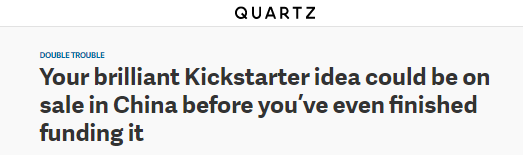 QUARTZ
DOUBLE TROUBLE
Your brilliant Kickstarter idea could be on
sale in China before you’ve even finished
funding it